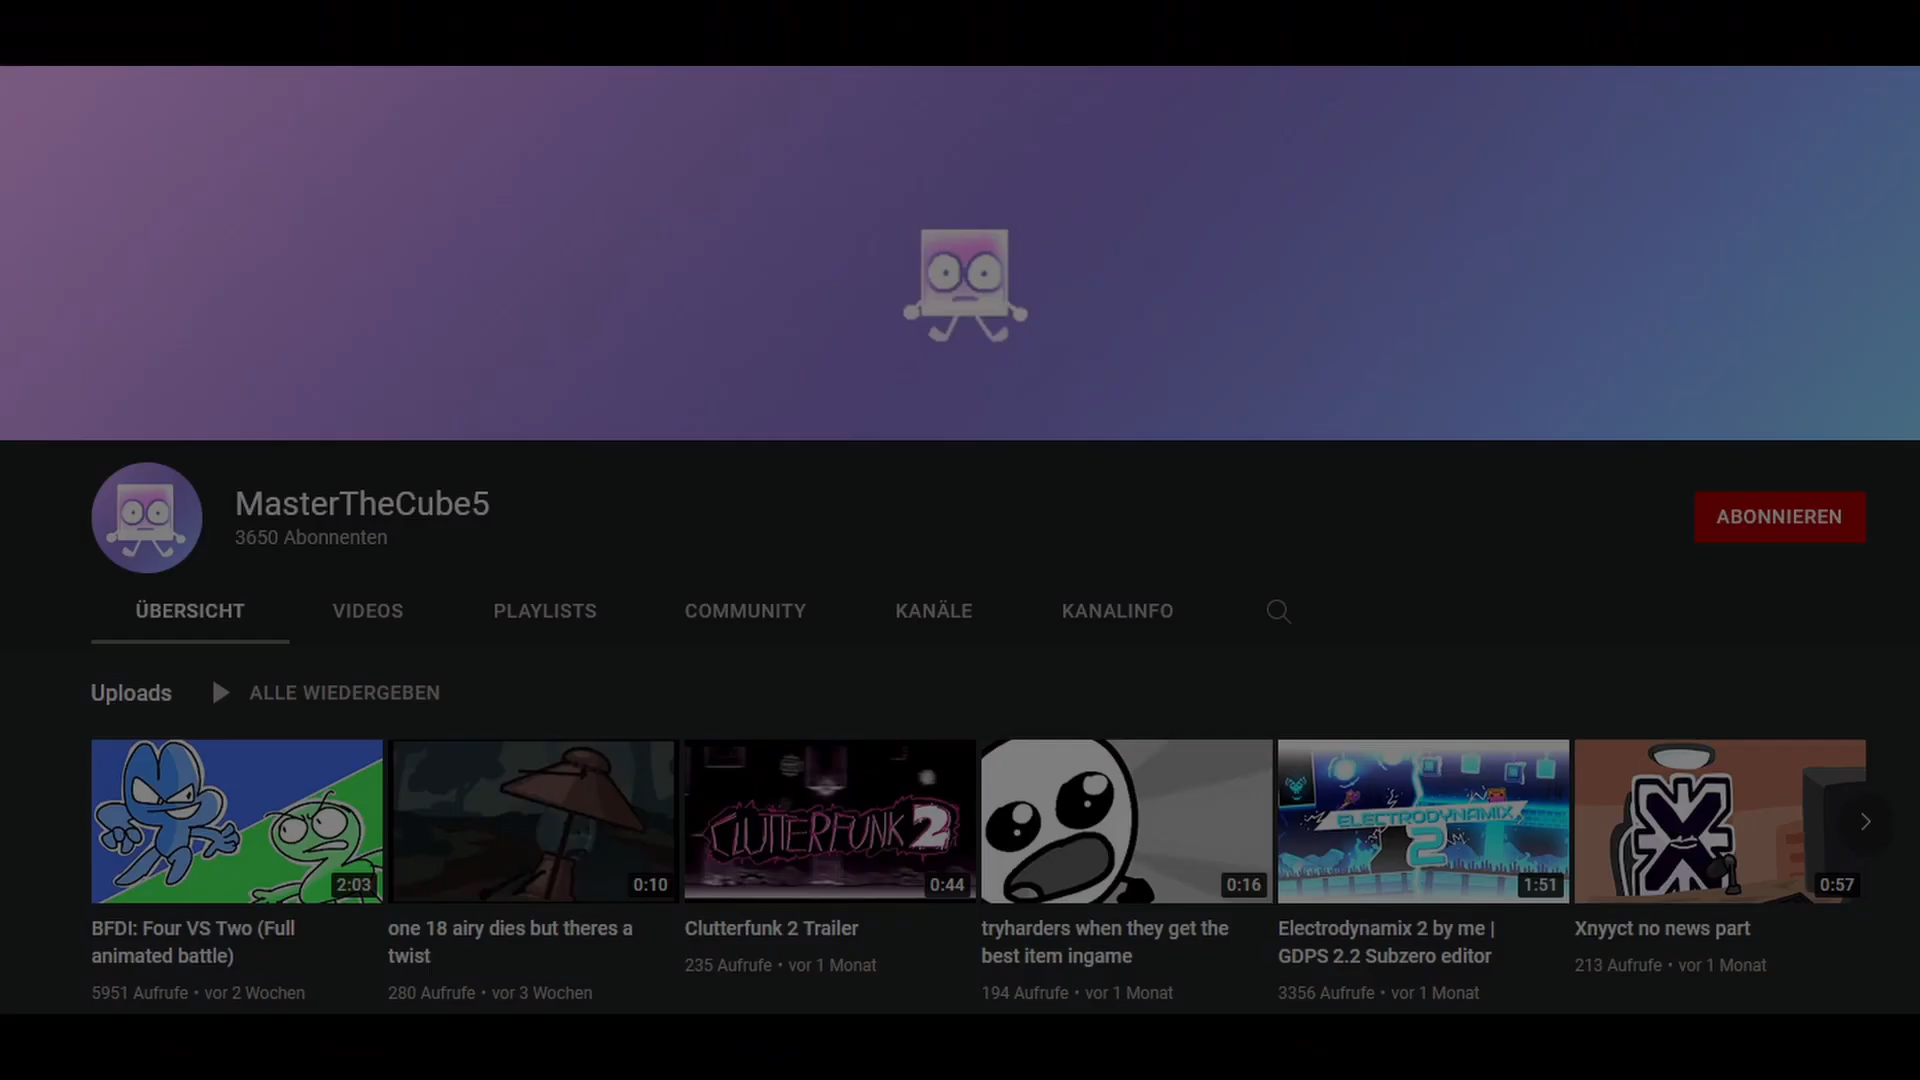 MasterTheCube5
3650 Abonnenten
ABONNIEREN
ÜBERSICHT VIDEOS PLAYLISTS COMMUNITY KANÄLE KANALINFO
Uploads ALLE WIEDERGEBEN
2:03
BFDI: Four VS Two (Full
animated battle)
5951 Aufrufe • vor 2 Wochen
0:10
one 18 airy dies but theres a
twist
280 Aufrufe • vor 3 Wochen
CLUTTERFUNK 2
0:44
Clutterfunk 2 Trailer
235 Aufrufe • vor 1 Monat
0:16
tryharders when they get the
best item ingame
194 Aufrufe • vor 1 Monat
ELECTRODYNAMIX
2
1:51
Electrodynamix 2 by me |
GDPS 2.2 Subzero editor
3356 Aufrufe • vor 1 Monat
0:57
Xnyyct no news part
213 Aufrufe • vor 1 Monat